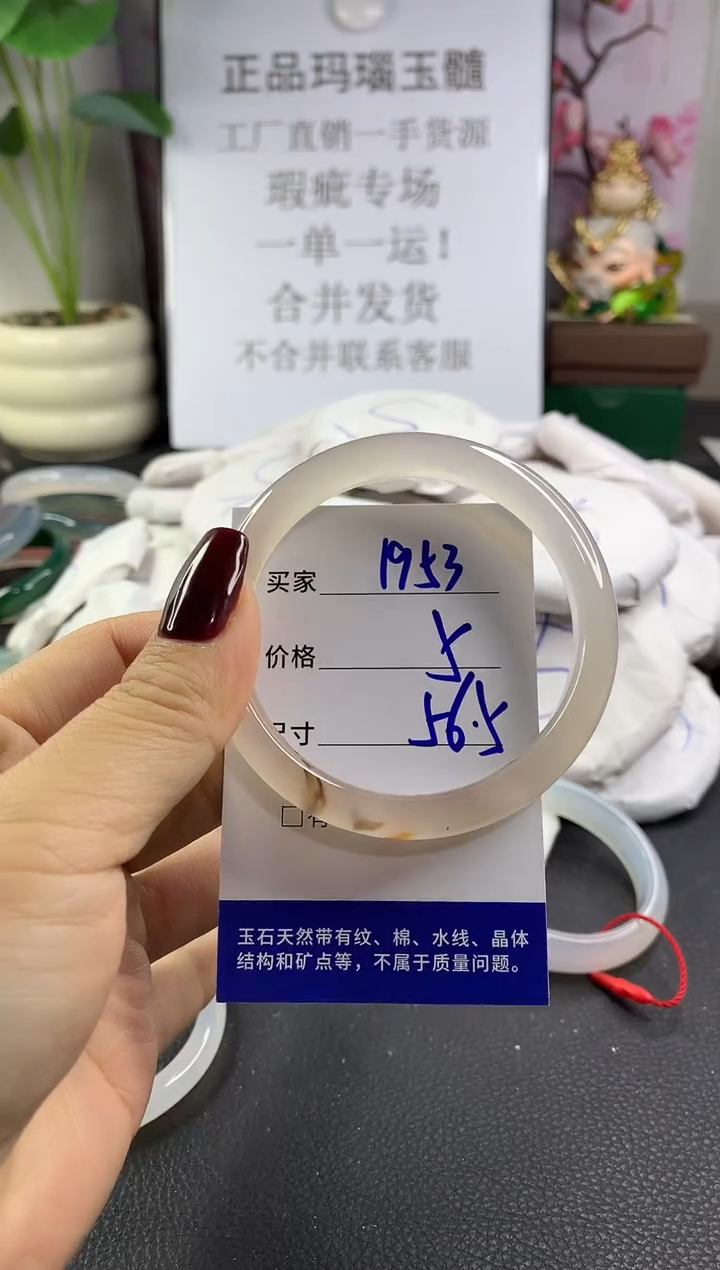 正品玛瑙玉髓
工厂直销一手货源
瑕疵专场
一单一运！
合并发货
不合并联系客服
买家 1953
价格 5
尺寸 56.5
□有
玉石天然带有纹、棉、水线、晶体
结构和矿点等，不属于质量问题。